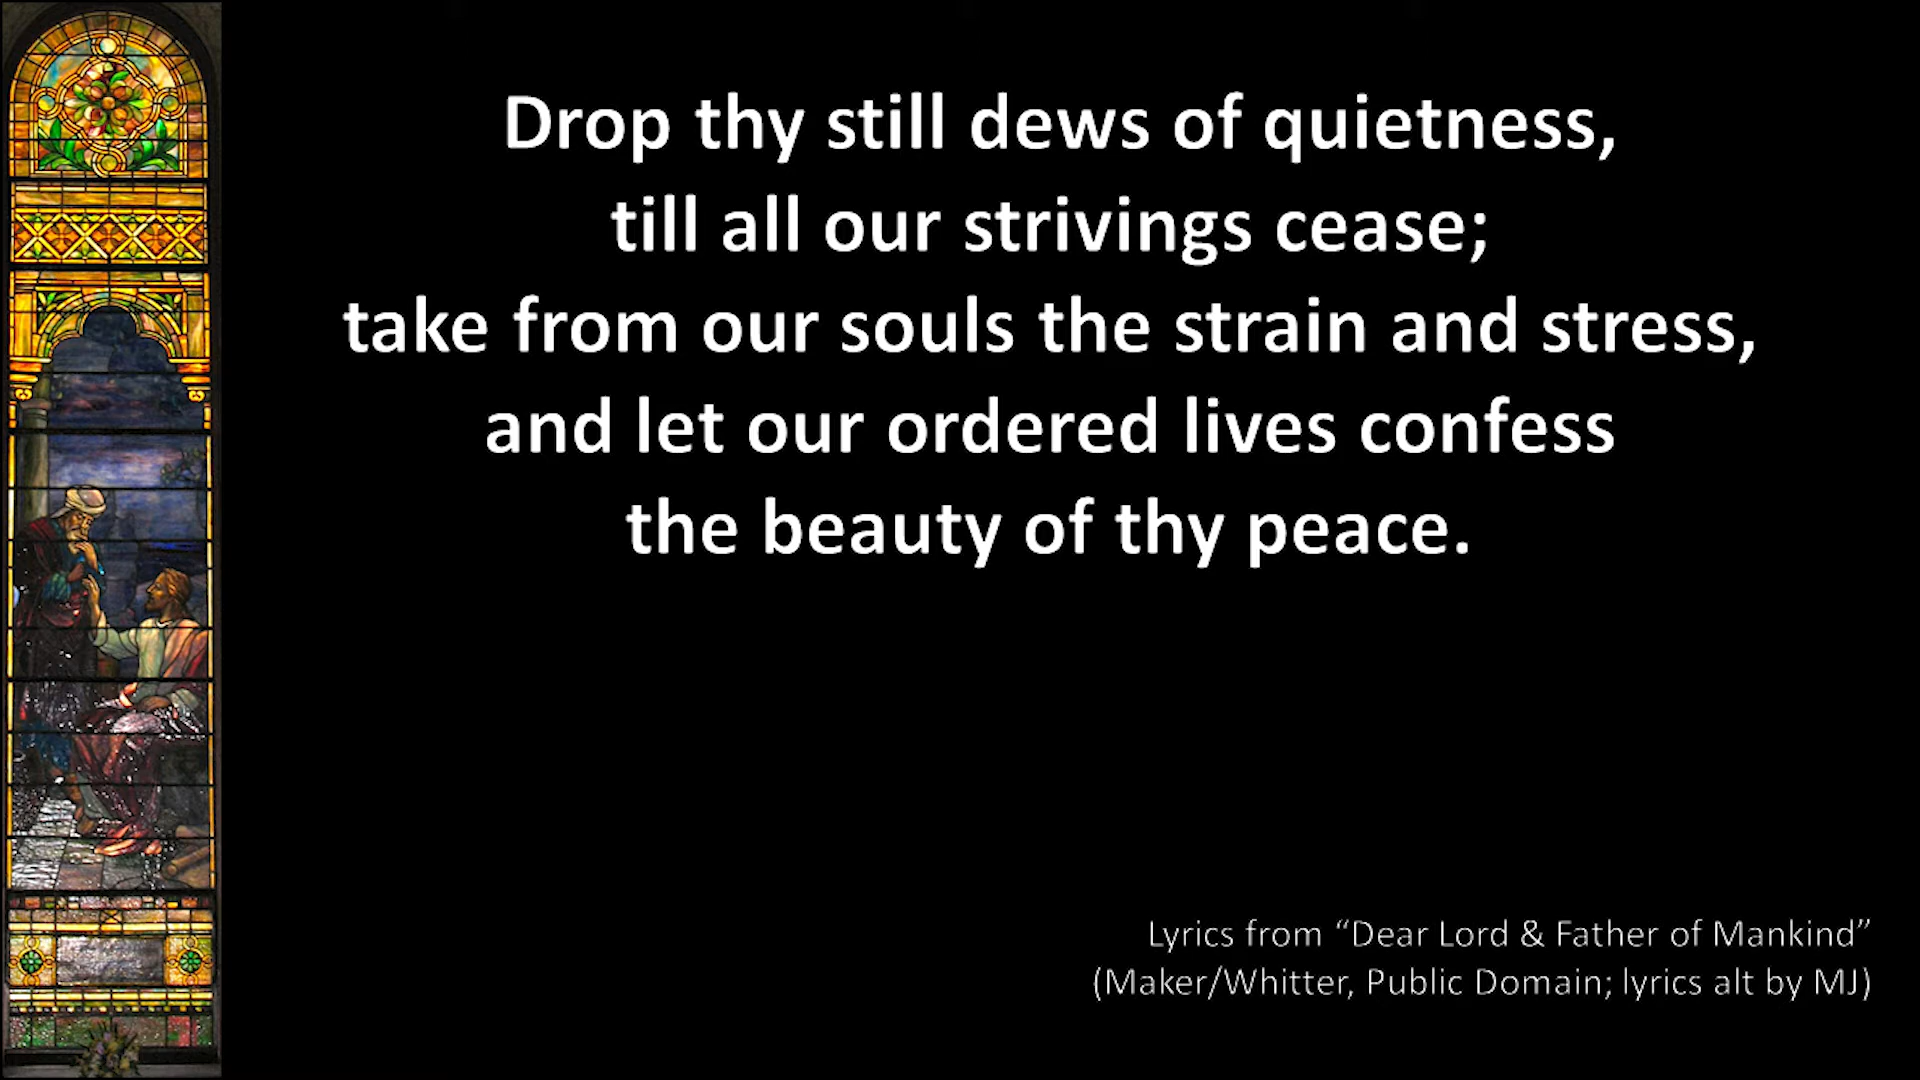 Drop thy still dews of quietness,
till all our strivings cease;
take from our souls the strain and stress,
and let our ordered lives confess
the beauty of thy peace.
Lyrics from “Dear Lord & Father of Mankind”
(Maker/Whitter, Public Domain; lyrics alt by MJ)